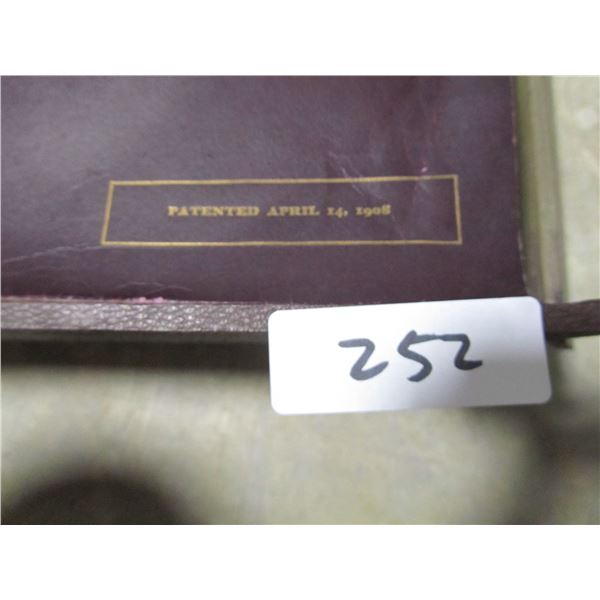 PATENTED APRIL 14, 1908
252